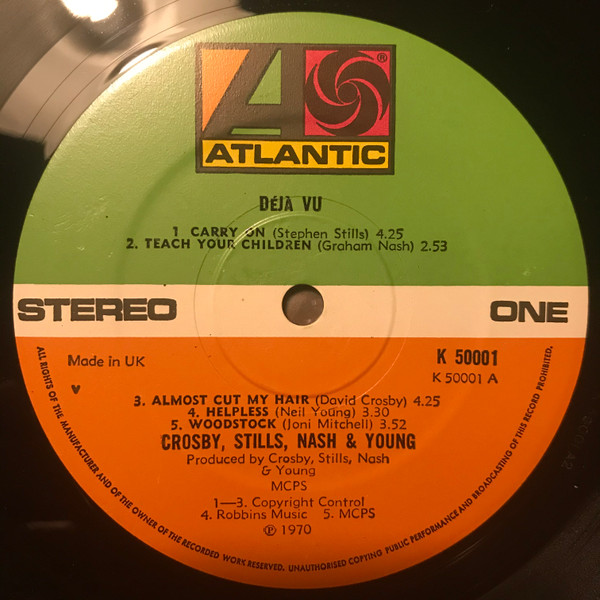 ®
ATLANTIC
DÉJÀ VU
1 CARRY ON (Stephen Stills) 4.25
2. TEACH YOUR CHILDREN (Graham Nash) 2.53
STEREO
ONE
Made in UK
K 50001
K 50001 A
3. ALMOST CUT MY HAIR (David Crosby) 4.25
4. HELPLESS (Neil Young) 3.30
5. WOODSTOCK (Joni Mitchell) 3.52
CROSBY, STILLS, NASH & YOUNG
Produced by Crosby, Stills, Nash
& Young
MCPS
1—3. Copyright Control
4. Robbins Music 5. MCPS
℗ 1970
ALL RIGHTS OF THE MANUFACTURER AND OF THE OWNER OF THE RECORDED WORK RESERVED. UNAUTHORISED COPYING PUBLIC PERFORMANCE AND BROADCASTING OF THIS RECORD PROHIBITED.